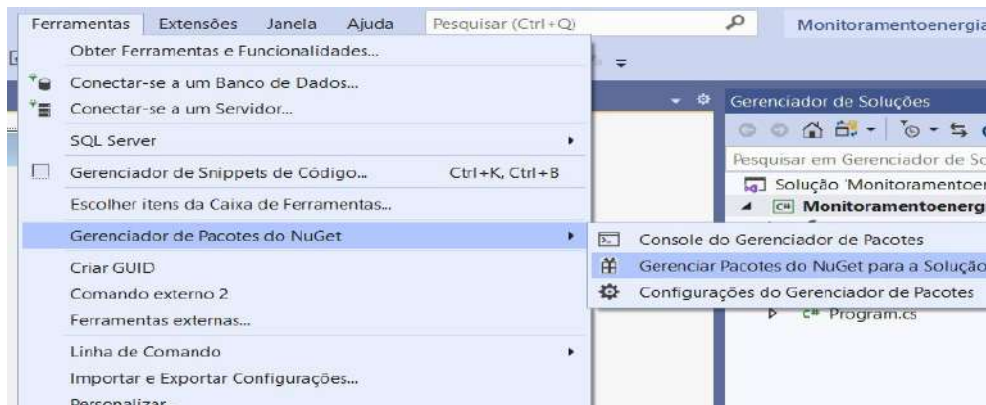 Ferramentas Extensões Janela Ajuda Pesquisar (Ctrl+Q) Monitoramentoenergia
Obter Ferramentas e Funcionalidades...
Conectar-se a um Banco de Dados...
Conectar-se a um Servidor...
SQL Server
Gerenciador de Snippets de Código... Ctrl+K, Ctrl+B
Escolher itens da Caixa de Ferramentas...
Gerenciador de Pacotes do NuGet
Criar GUID
Comando externo 2
Ferramentas externas...
Linha de Comando
Importar e Exportar Configurações...
Personalizar...
Console do Gerenciador de Pacotes
Gerenciar Pacotes do NuGet para a Solução
Configurações do Gerenciador de Pacotes
Gerenciador de Soluções
Pesquisar em Gerenciador de So
Solução 'Monitoramentoener
C# Monitoramentoenerg
C# Program.cs